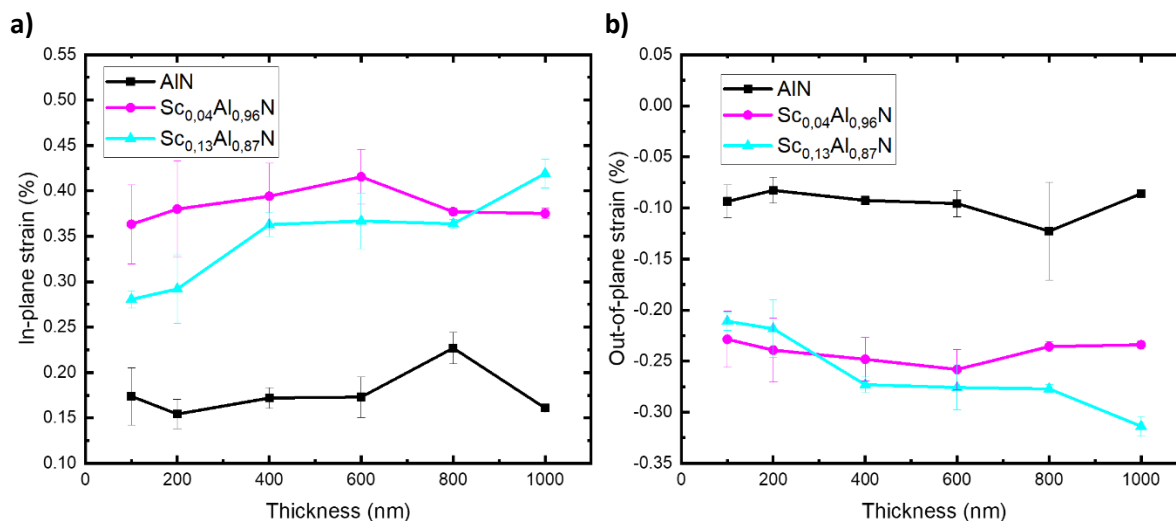 a)
0.55
0.50
0.45
0.40
0.35
0.30
0.25
0.20
0.15
0.10
In-plane strain (%)
AlN
Sc0,04Al0,96N
Sc0,13Al0,87N
0 200 400 600 800 1000
Thickness (nm)
b)
0.05
0.00
-0.05
-0.10
-0.15
-0.20
-0.25
-0.30
-0.35
Out-of-plane strain (%)
AlN
Sc0,04Al0,96N
Sc0,13Al0,87N
0 200 400 600 800 1000
Thickness (nm)